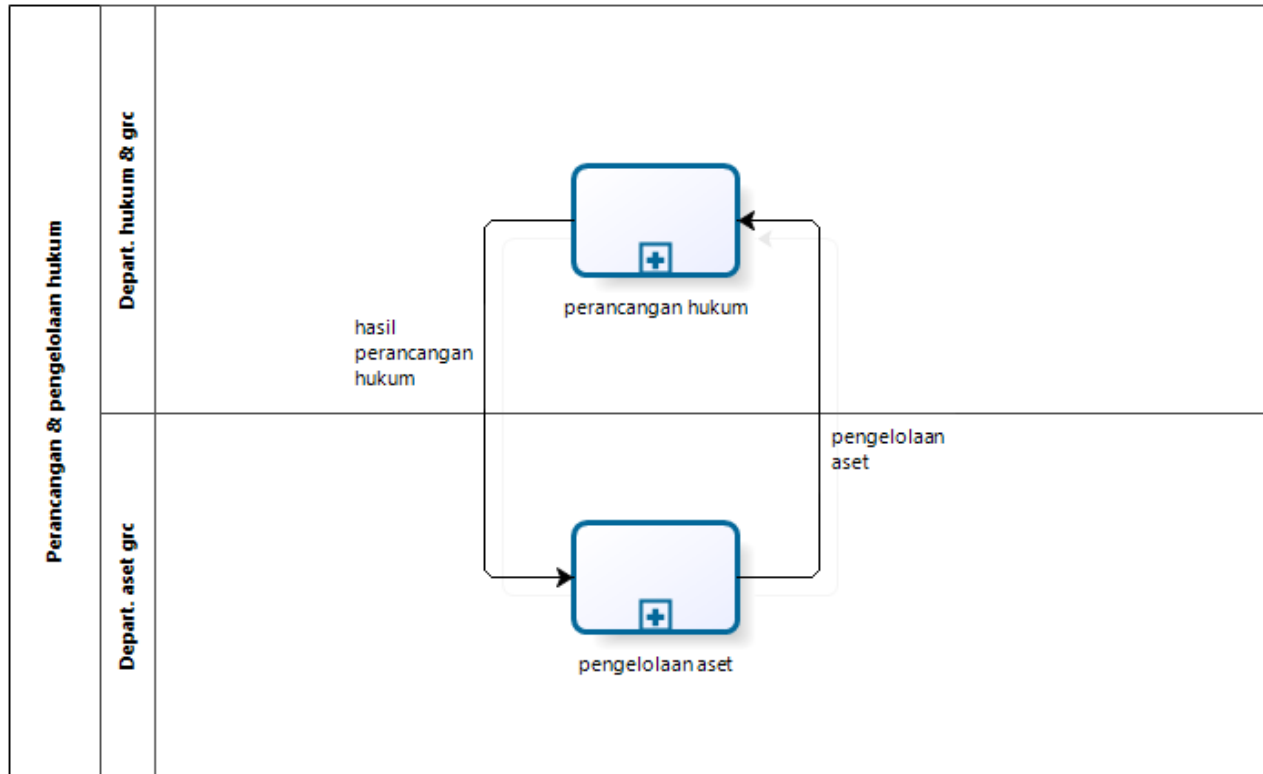 Perancangan & pengelolaan hukum
Depart. hukum & grc
perancangan hukum
hasil
perancangan
hukum
Depart. aset grc
pengelolaan
aset
pengelolaan aset